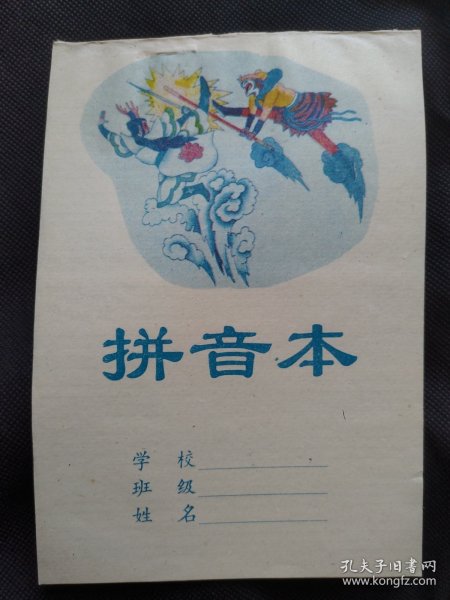 拼音本
学校
班级
姓名
孔夫子旧书网
www.kongfz.com